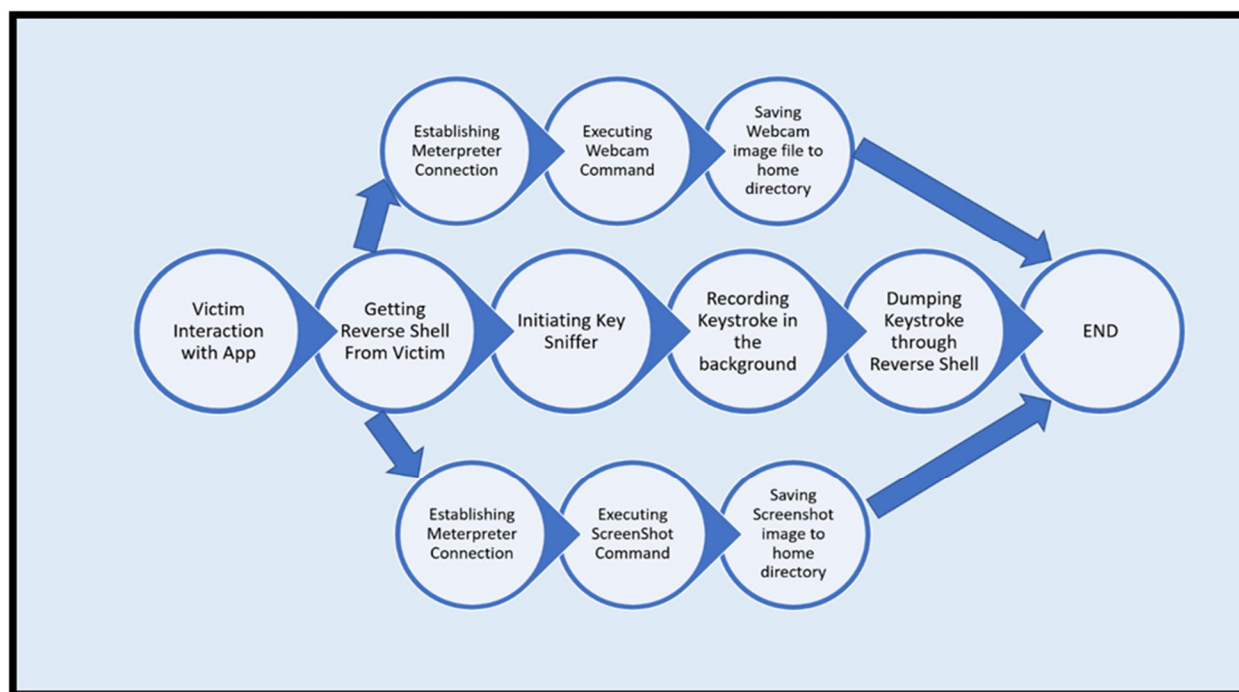 Establishing
Meterpreter
Connection
Executing
Webcam
Command
Saving
Webcam
image file to
home
directory
Victim
Interaction
with App
Getting
Reverse Shell
From Victim
Initiating Key
Sniffer
Recording
Keystroke in
the
background
Dumping
Keystroke
through
Reverse Shell
END
Establishing
Meterpreter
Connection
Executing
ScreenShot
Command
Saving
Screenshot
image to
home
directory